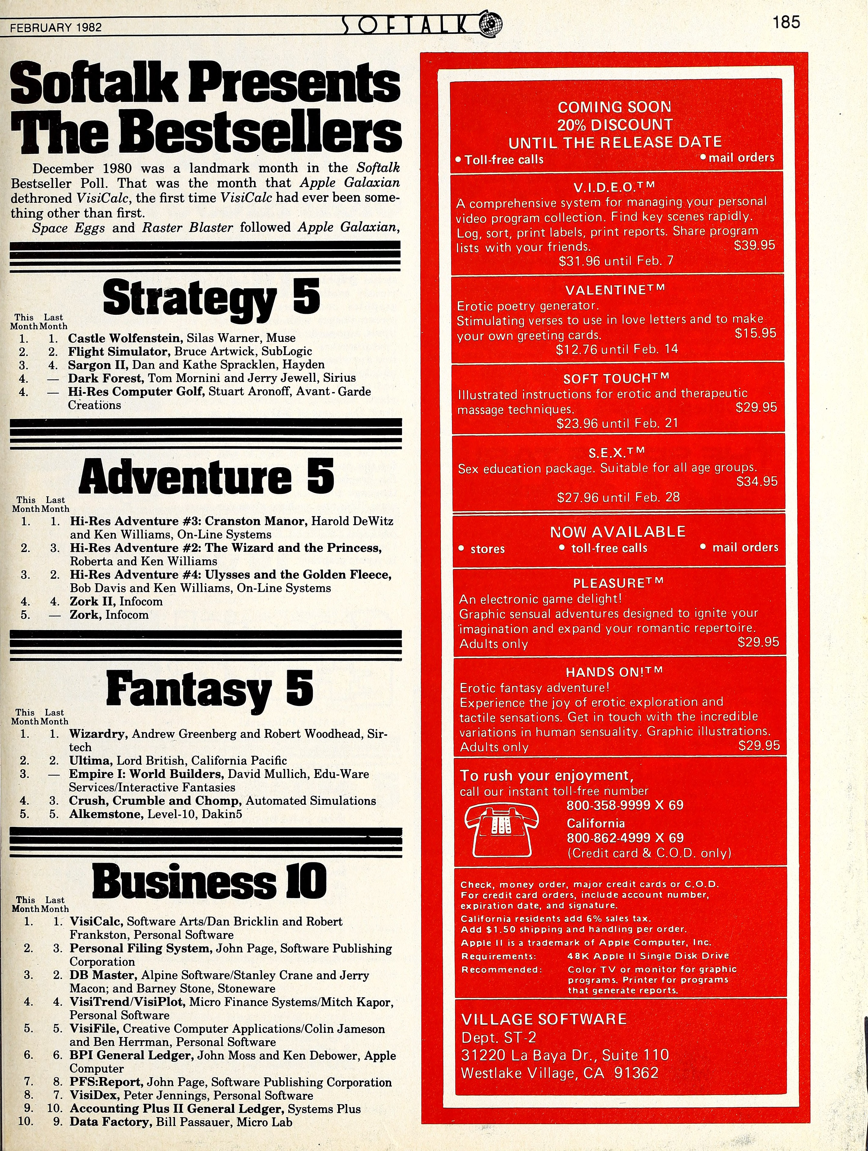 FEBRUARY 1982
SOFTALK
185
Softalk Presents
The Bestsellers
December 1980 was a landmark month in the Softalk
Bestseller Poll. That was the month that Apple Galaxian
dethroned VisiCalc, the first time VisiCalc had ever been some-
thing other than first.
Space Eggs and Raster Blaster followed Apple Galaxian,
Strategy 5
This Last
Month Month
1. 1. Castle Wolfenstein, Silas Warner, Muse
2. 2. Flight Simulator, Bruce Artwick, SubLogic
3. 4. Sargon II, Dan and Kathe Spracklen, Hayden
4. — Dark Forest, Tom Mornini and Jerry Jewell, Sirius
4. — Hi-Res Computer Golf, Stuart Aronoff, Avant-Garde
Creations
Adventure 5
This Last
Month Month
1. 1. Hi-Res Adventure #3: Cranston Manor, Harold DeWitz
and Ken Williams, On-Line Systems
2. 3. Hi-Res Adventure #2: The Wizard and the Princess,
Roberta and Ken Williams
3. 2. Hi-Res Adventure #4: Ulysses and the Golden Fleece,
Bob Davis and Ken Williams, On-Line Systems
4. 4. Zork II, Infocom
5. — Zork, Infocom
Fantasy 5
This Last
Month Month
1. 1. Wizardry, Andrew Greenberg and Robert Woodhead, Sir-
tech
2. 2. Ultima, Lord British, California Pacific
3. — Empire I: World Builders, David Mullich, Edu-Ware
Services/Interactive Fantasies
4. 3. Crush, Crumble and Chomp, Automated Simulations
5. 5. Alkemstone, Level-10, Dakin5
Business 10
This Last
Month Month
1. 1. VisiCalc, Software Arts/Dan Bricklin and Robert
Frankston, Personal Software
2. 3. Personal Filing System, John Page, Software Publishing
Corporation
3. 2. DB Master, Alpine Software/Stanley Crane and Jerry
Macon; and Barney Stone, Stoneware
4. 4. VisiTrend/VisiPlot, Micro Finance Systems/Mitch Kapor,
Personal Software
5. 5. VisiFile, Creative Computer Applications/Colin Jameson
and Ben Herrman, Personal Software
6. 6. BPI General Ledger, John Moss and Ken Debower, Apple
Computer
7. 8. PFS:Report, John Page, Software Publishing Corporation
8. 7. VisiDex, Peter Jennings, Personal Software
9. 10. Accounting Plus II General Ledger, Systems Plus
10. 9. Data Factory, Bill Passauer, Micro Lab
COMING SOON
20% DISCOUNT
UNTIL THE RELEASE DATE
• Toll-free calls • mail orders
V.I.D.E.O.™
A comprehensive system for managing your personal
video program collection. Find key scenes rapidly.
Log, sort, print labels, print reports. Share program
lists with your friends. $39.95
$31.96 until Feb. 7
VALENTINE™
Erotic poetry generator.
Stimulating verses to use in love letters and to make
your own greeting cards. $15.95
$12.76 until Feb. 14
SOFT TOUCH™
Illustrated instructions for erotic and therapeutic
massage techniques. $29.95
$23.96 until Feb. 21
S.E.X.™
Sex education package. Suitable for all age groups.
$34.95
$27.96 until Feb. 28
NOW AVAILABLE
• stores • toll-free calls • mail orders
PLEASURE™
An electronic game delight!
Graphic sensual adventures designed to ignite your
imagination and expand your romantic repertoire.
Adults only $29.95
HANDS ON!™
Erotic fantasy adventure!
Experience the joy of erotic exploration and
tactile sensations. Get in touch with the incredible
variations in human sensuality. Graphic illustrations.
Adults only $29.95
To rush your enjoyment,
call our instant toll-free number
800-358-9999 X 69
California
800-862-4999 X 69
(Credit card & C.O.D. only)
Check, money order, major credit cards or C.O.D.
For credit card orders, include account number,
expiration date, and signature.
California residents add 6% sales tax.
Add $1.50 shipping and handling per order.
Apple II is a trademark of Apple Computer, Inc.
Requirements: 48K Apple II Single Disk Drive
Recommended: Color TV or monitor for graphic
programs. Printer for programs
that generate reports.
VILLAGE SOFTWARE
Dept. ST-2
31220 La Baya Dr., Suite 110
Westlake Village, CA 91362